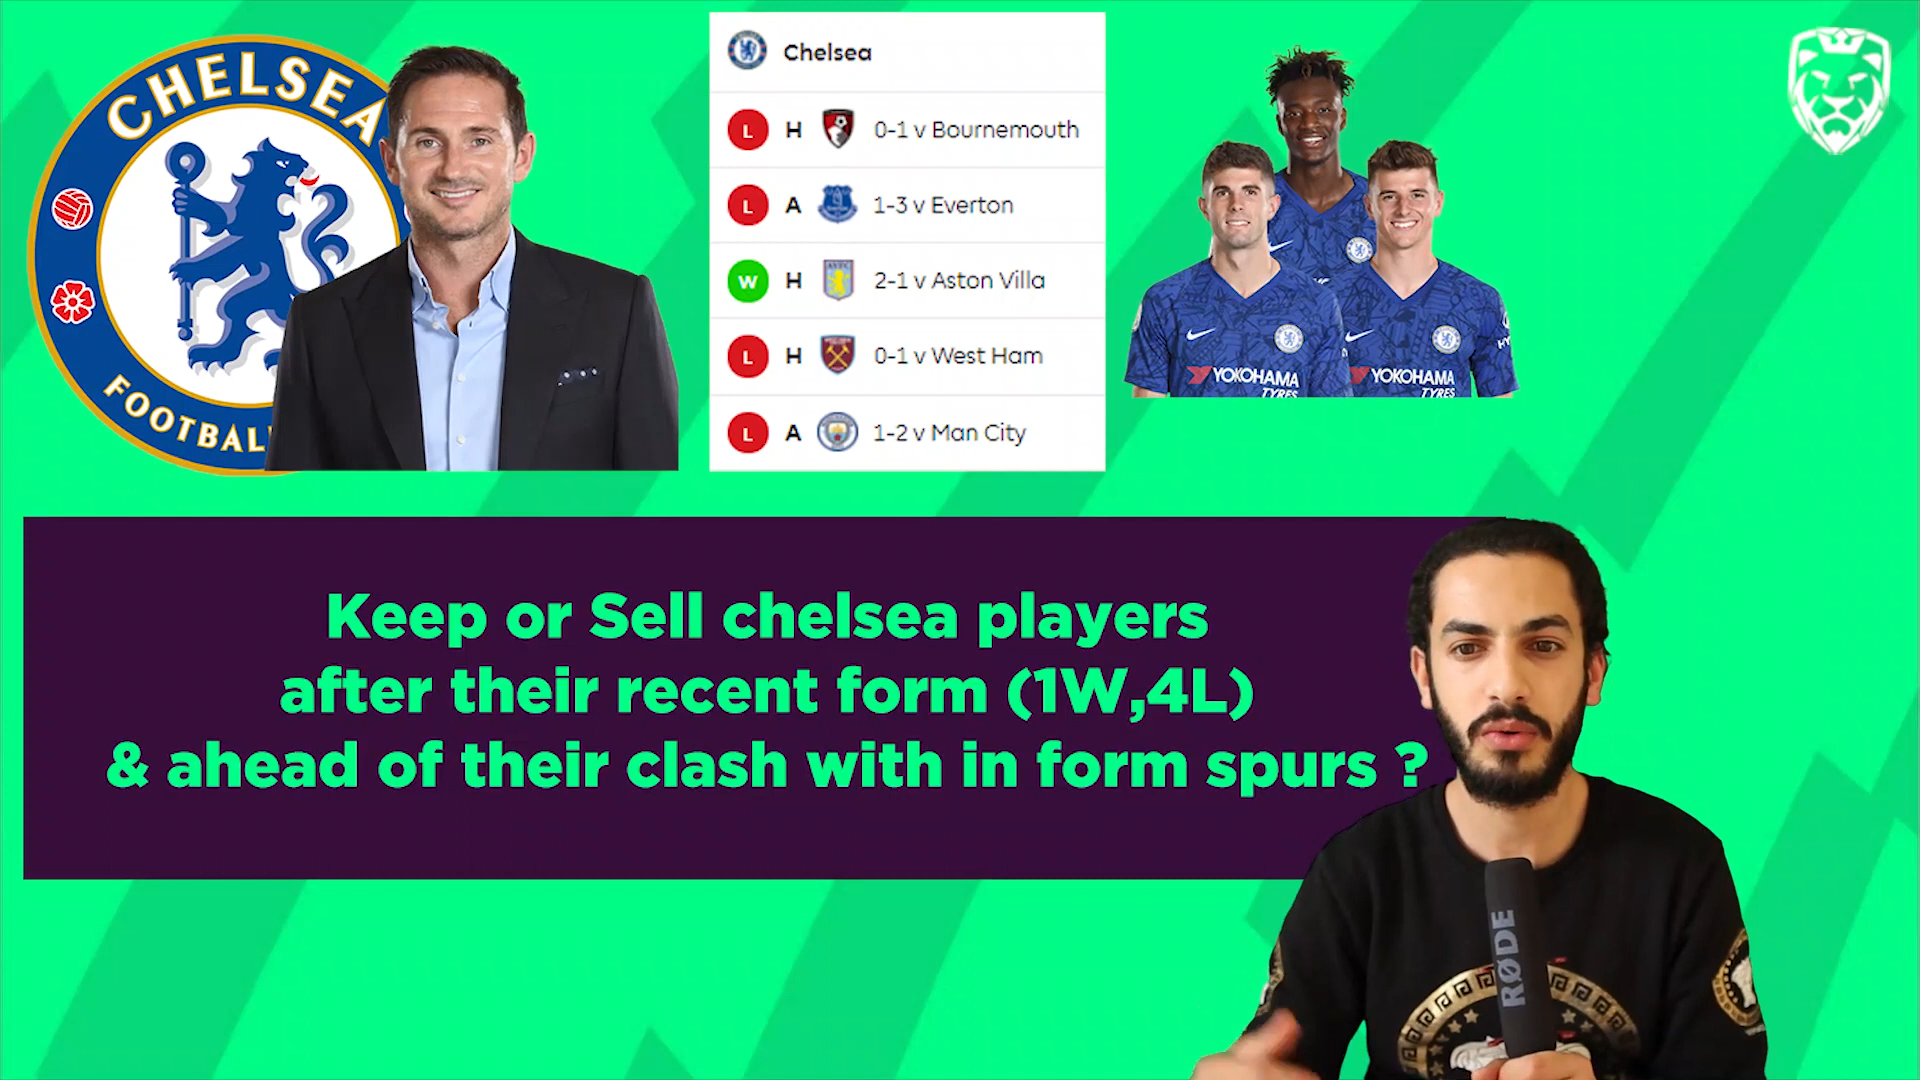 CHELSEA
FOOTBAL
Chelsea
L H 0-1 v Bournemouth
L A 1-3 v Everton
W H 2-1 v Aston Villa
L H 0-1 v West Ham
L A 1-2 v Man City
YOKOHAMA
TYRES
YOKOHAMA
TYRES
Keep or Sell chelsea players
after their recent form (1W,4L)
& ahead of their clash with in form spurs ?
RØDE